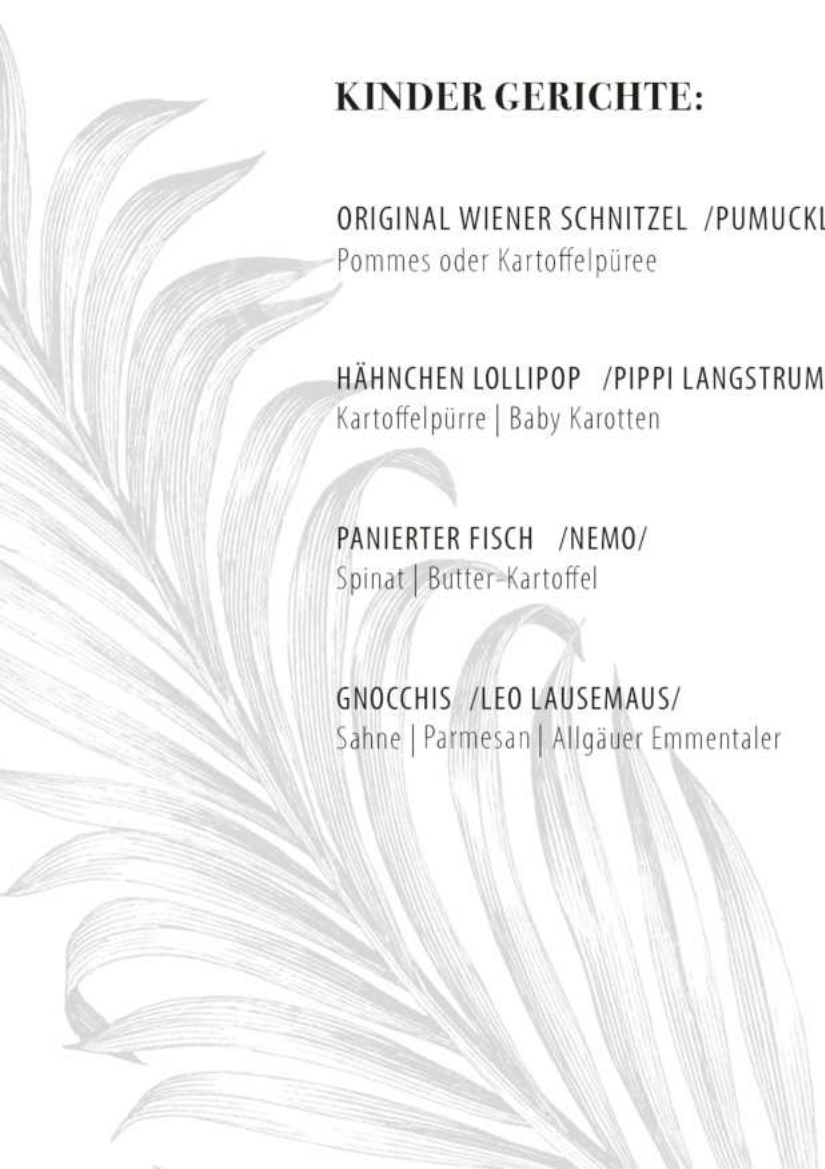 KINDER GERICHTE:
ORIGINAL WIENER SCHNITZEL /PUMUCKL
Pommes oder Kartoffelpüree
HÄHNCHEN LOLLIPOP /PIPPI LANGSTRUM
Kartoffelpürre | Baby Karotten
PANIERTER FISCH /NEMO/
Spinat | Butter-Kartoffel
GNOCCHIS /LEO LAUSEMAUS/
Sahne | Parmesan | Allgäuer Emmentaler